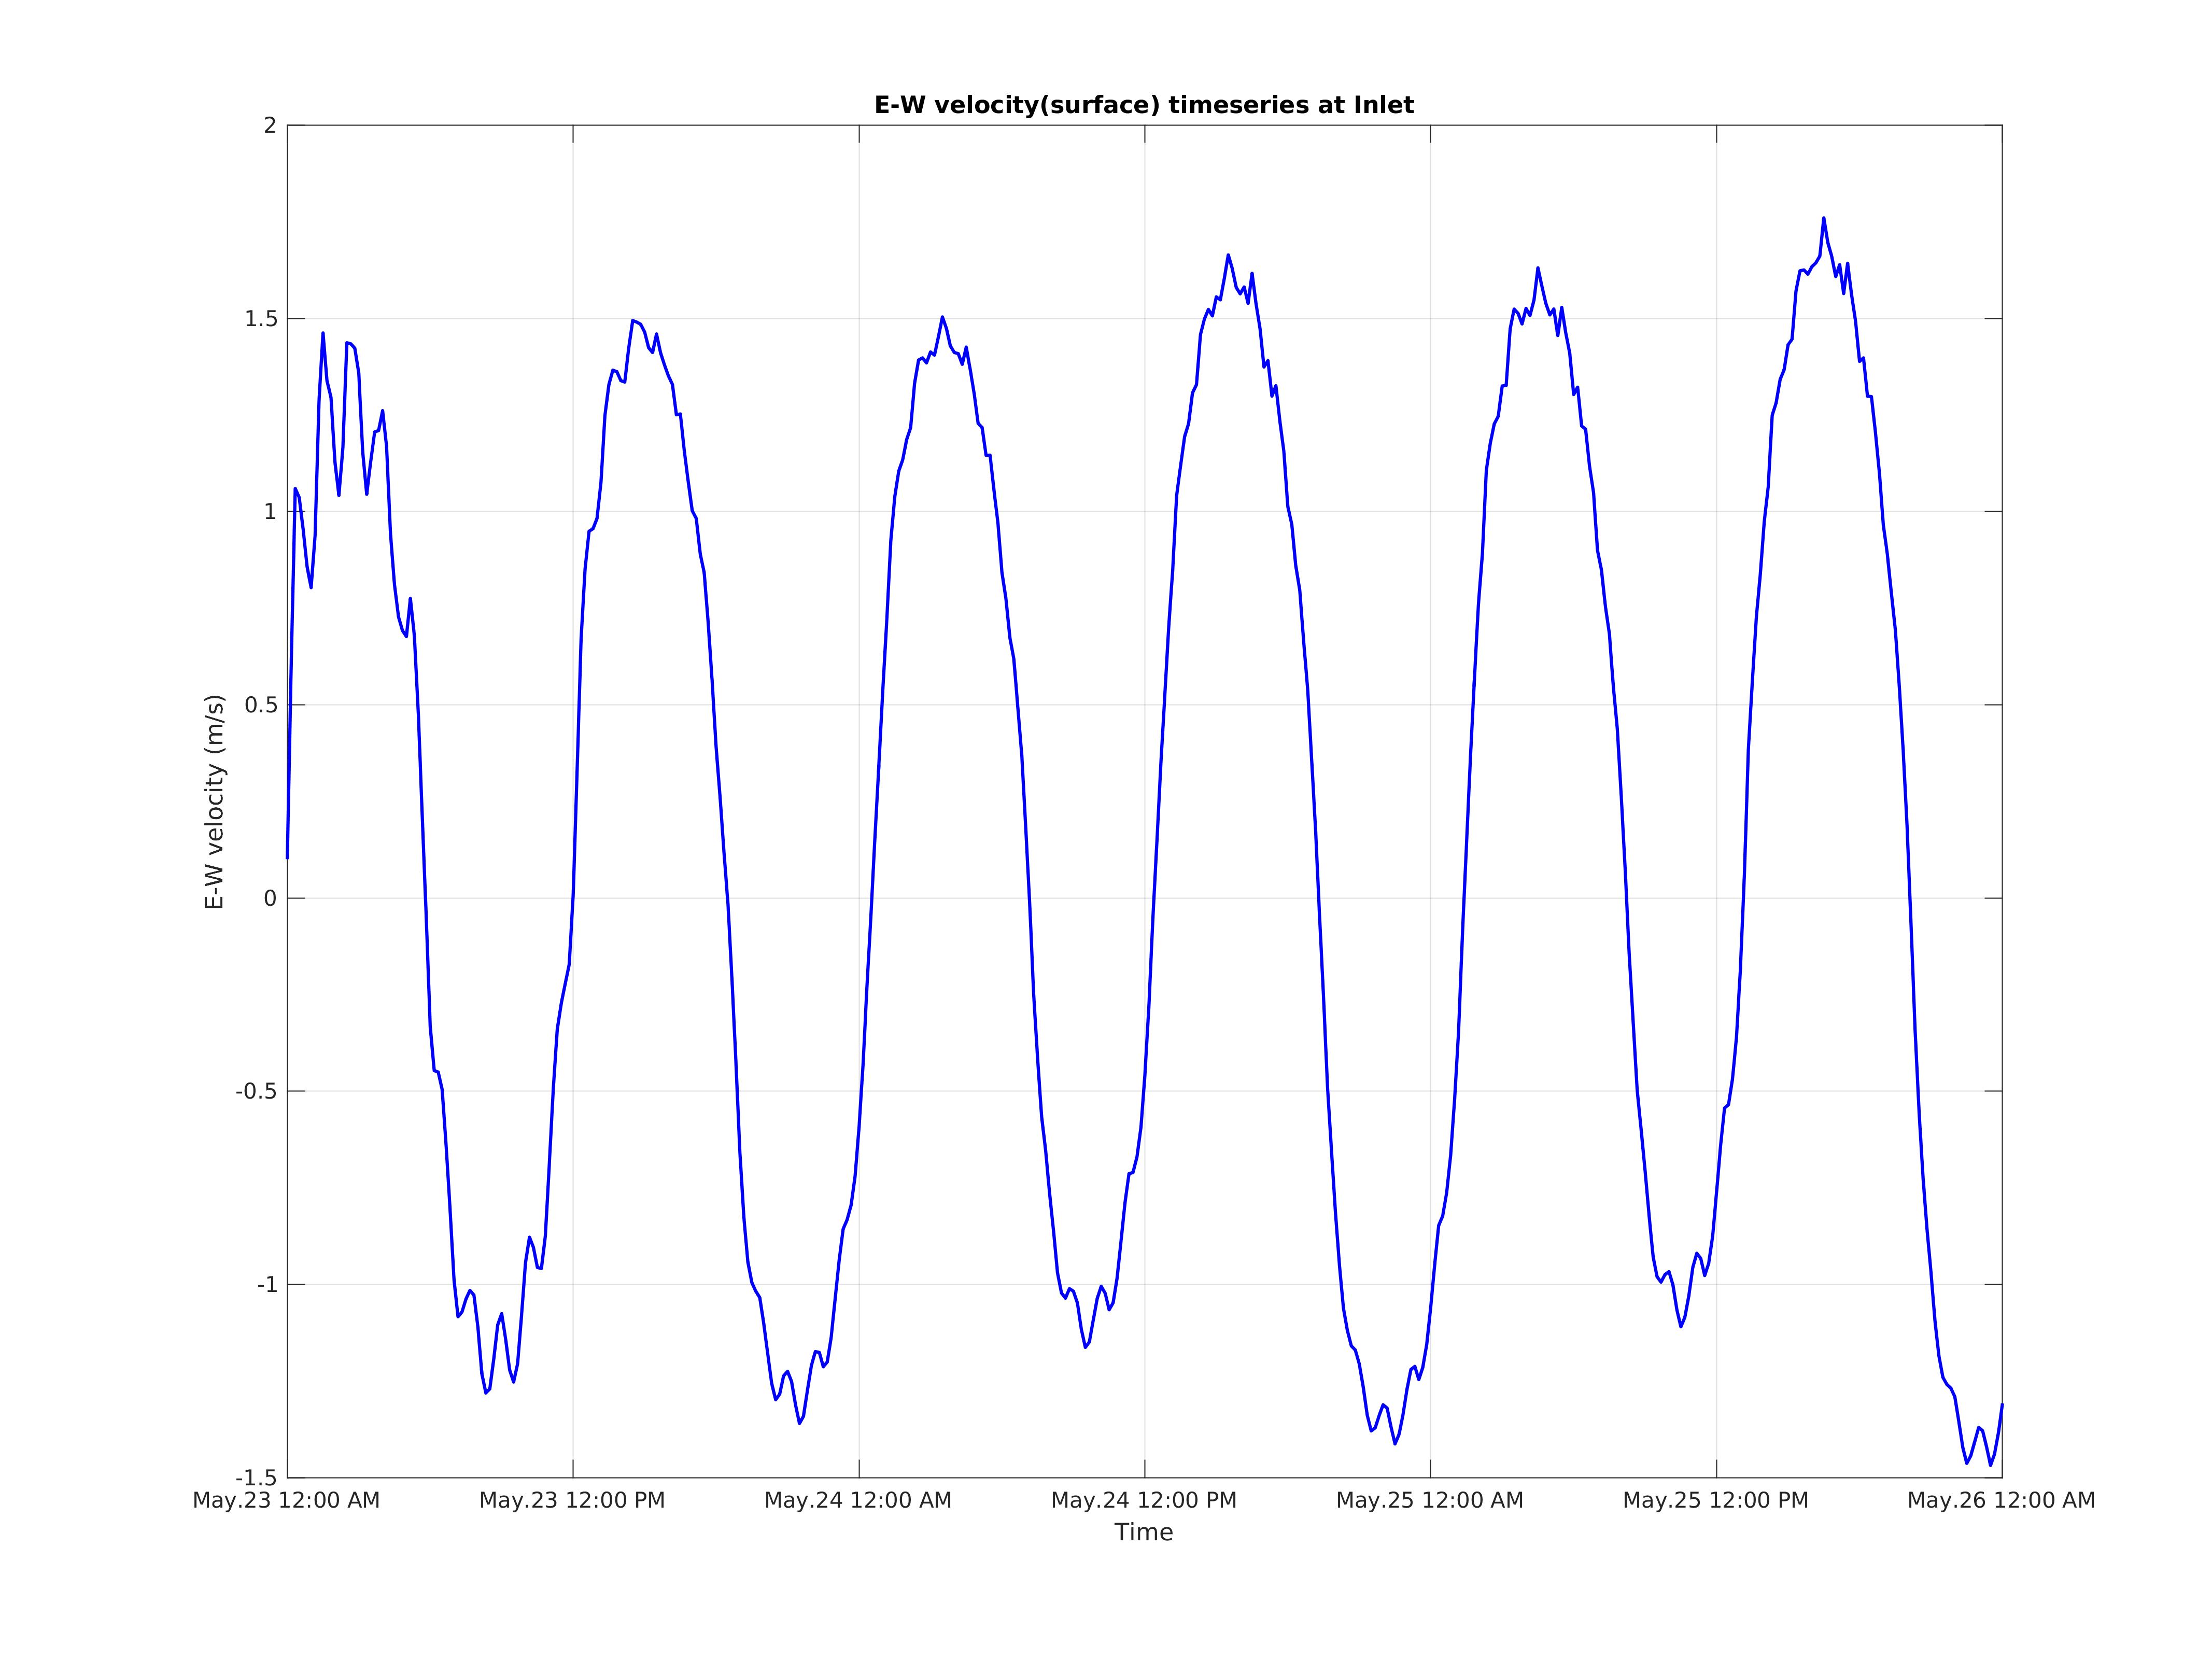 E-W velocity(surface) timeseries at Inlet
2
1.5
1
0.5
0
-0.5
-1
-1.5
E-W velocity (m/s)
May.23 12:00 AM May.23 12:00 PM May.24 12:00 AM May.24 12:00 PM May.25 12:00 AM May.25 12:00 PM May.26 12:00 AM
Time